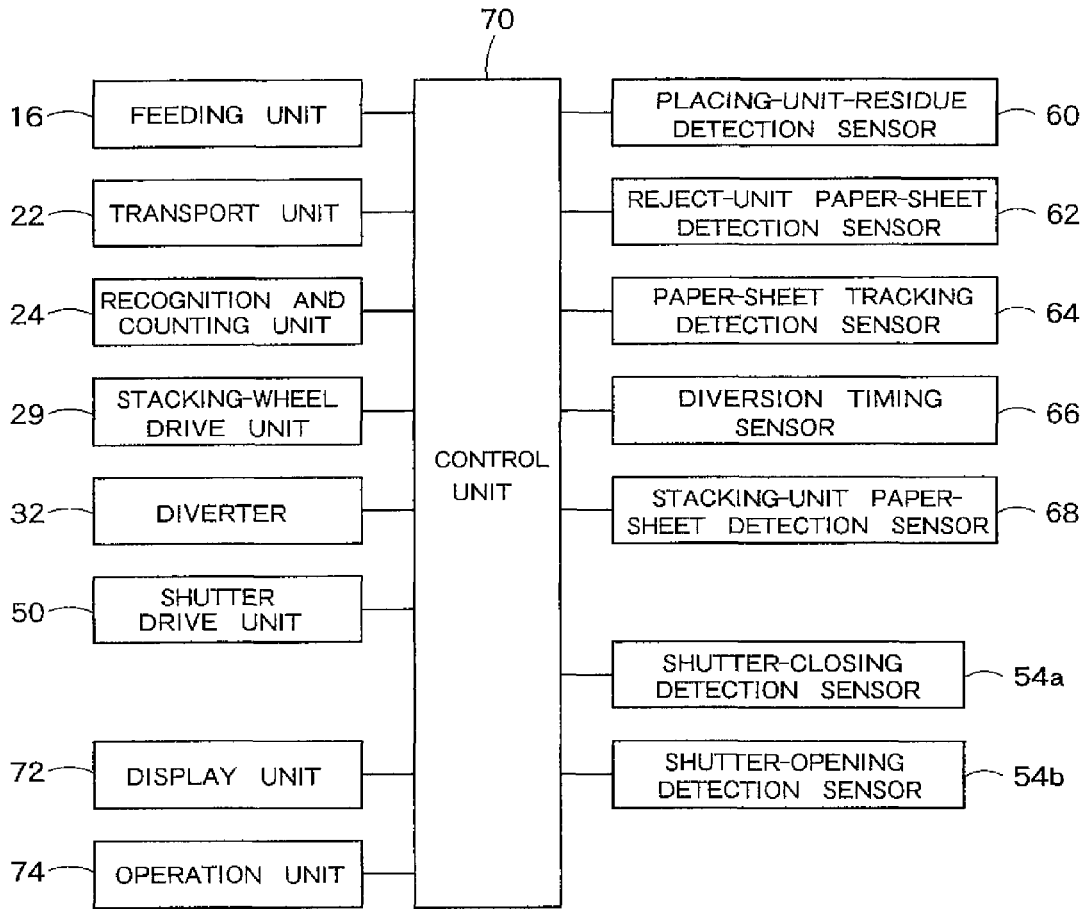 70
16
FEEDING UNIT
22
TRANSPORT UNIT
24
RECOGNITION AND
COUNTING UNIT
29
STACKING-WHEEL
DRIVE UNIT
32
DIVERTER
50
SHUTTER
DRIVE UNIT
72
DISPLAY UNIT
74
OPERATION UNIT
CONTROL
UNIT
PLACING-UNIT-RESIDUE
DETECTION SENSOR
60
REJECT-UNIT PAPER-SHEET
DETECTION SENSOR
62
PAPER-SHEET TRACKING
DETECTION SENSOR
64
DIVERSION TIMING
SENSOR
66
STACKING-UNIT PAPER-
SHEET DETECTION SENSOR
68
SHUTTER-CLOSING
DETECTION SENSOR
54a
SHUTTER-OPENING
DETECTION SENSOR
54b